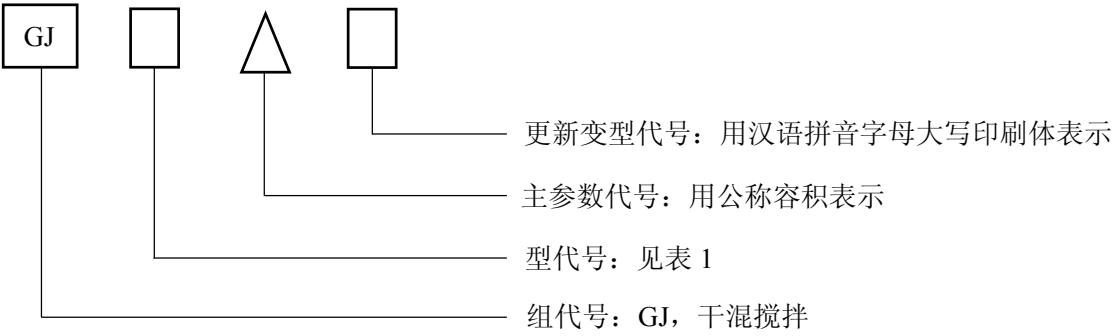 GJ
更新变型代号：用汉语拼音字母大写印刷体表示
主参数代号：用公称容积表示
型代号：见表 1
组代号：GJ，干混搅拌